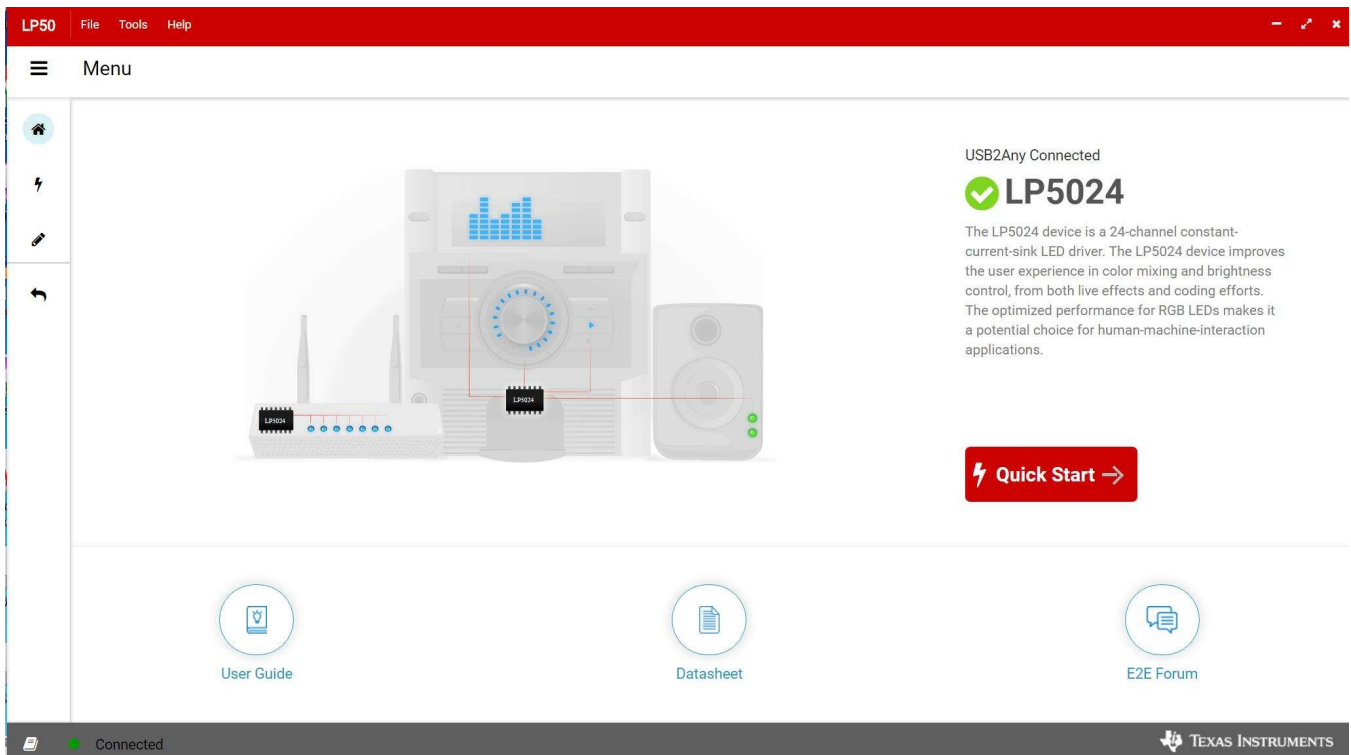 LP50 File Tools Help
Menu
USB2Any Connected
LP5024
The LP5024 device is a 24-channel constant-
current-sink LED driver. The LP5024 device improves
the user experience in color mixing and brightness
control, from both live effects and coding efforts.
The optimized performance for RGB LEDs makes it
a potential choice for human-machine-interaction
applications.
LP5024
LP5024
Quick Start
User Guide
Datasheet
E2E Forum
Connected
TEXAS INSTRUMENTS